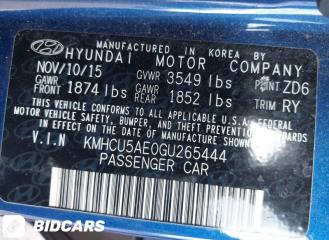 MANUFACTURED IN KOREA BY
HYUNDAI MOTOR COMPANY
NOV/10/15 GVWR 3549 lbs
GAWR FRONT 1874 lbs GAWR REAR 1852 lbs PAINT ZD6
TRIM RY
THIS VEHICLE CONFORMS TO ALL APPLICABLE FEDERAL
MOTOR VEHICLE SAFETY, BUMPER, AND THEFT PREVENTION
STANDARDS IN EFFECT ON THE DATE OF MANUFACTURE
SHOWN ABOVE.
V.I.N KMHCU5AE0GU265444
PASSENGER CAR
BIDCARS